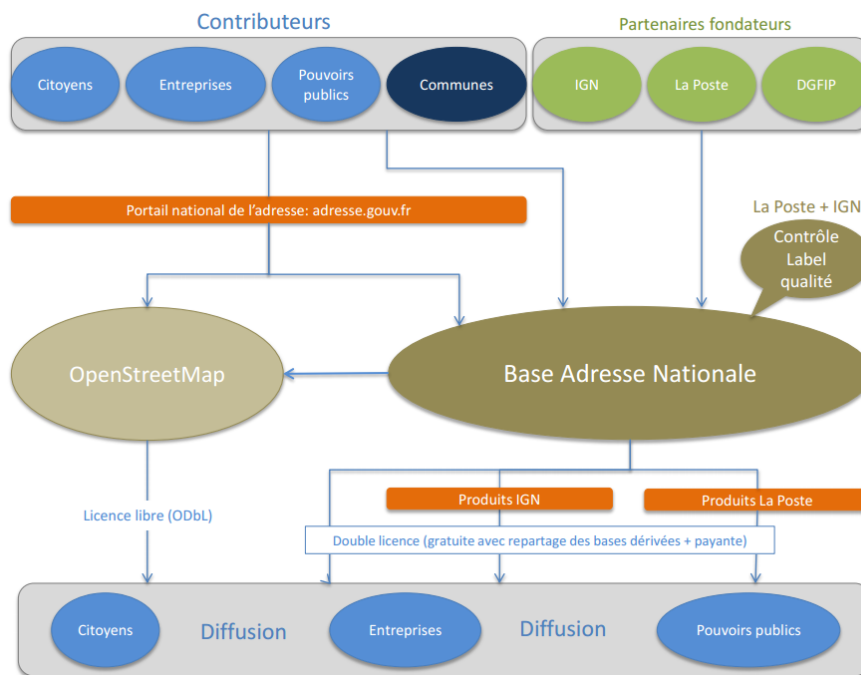 Contributeurs
Partenaires fondateurs
Citoyens
Entreprises
Pouvoirs
publics
Communes
IGN
La Poste
DGFIP
Portail national de l'adresse: adresse.gouv.fr
La Poste + IGN
Contrôle
Label
qualité
OpenStreetMap
Base Adresse Nationale
Produits IGN
Produits La Poste
Licence libre (ODbL)
Double licence (gratuite avec repartage des bases dérivées + payante)
Citoyens
Diffusion
Entreprises
Diffusion
Pouvoirs publics